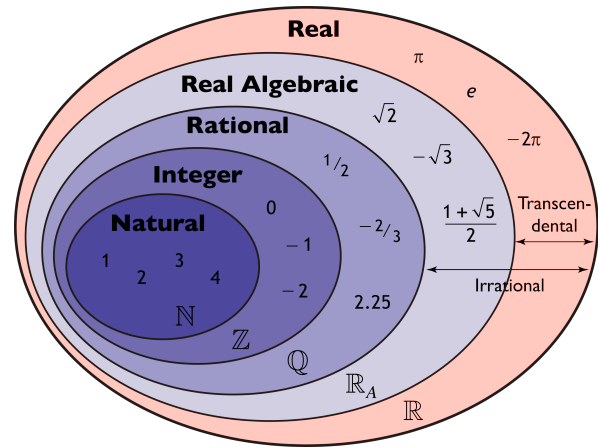 Real
π
Real Algebraic
e
√2
Rational
−2π
−√3
1/2
Integer
Transcen-
dental
0
(1 + √5)/2
Natural
−2/3
−1
1 2 3 4
Irrational
−2
2.25
ℕ
ℤ
ℚ
ℝ_A
ℝ